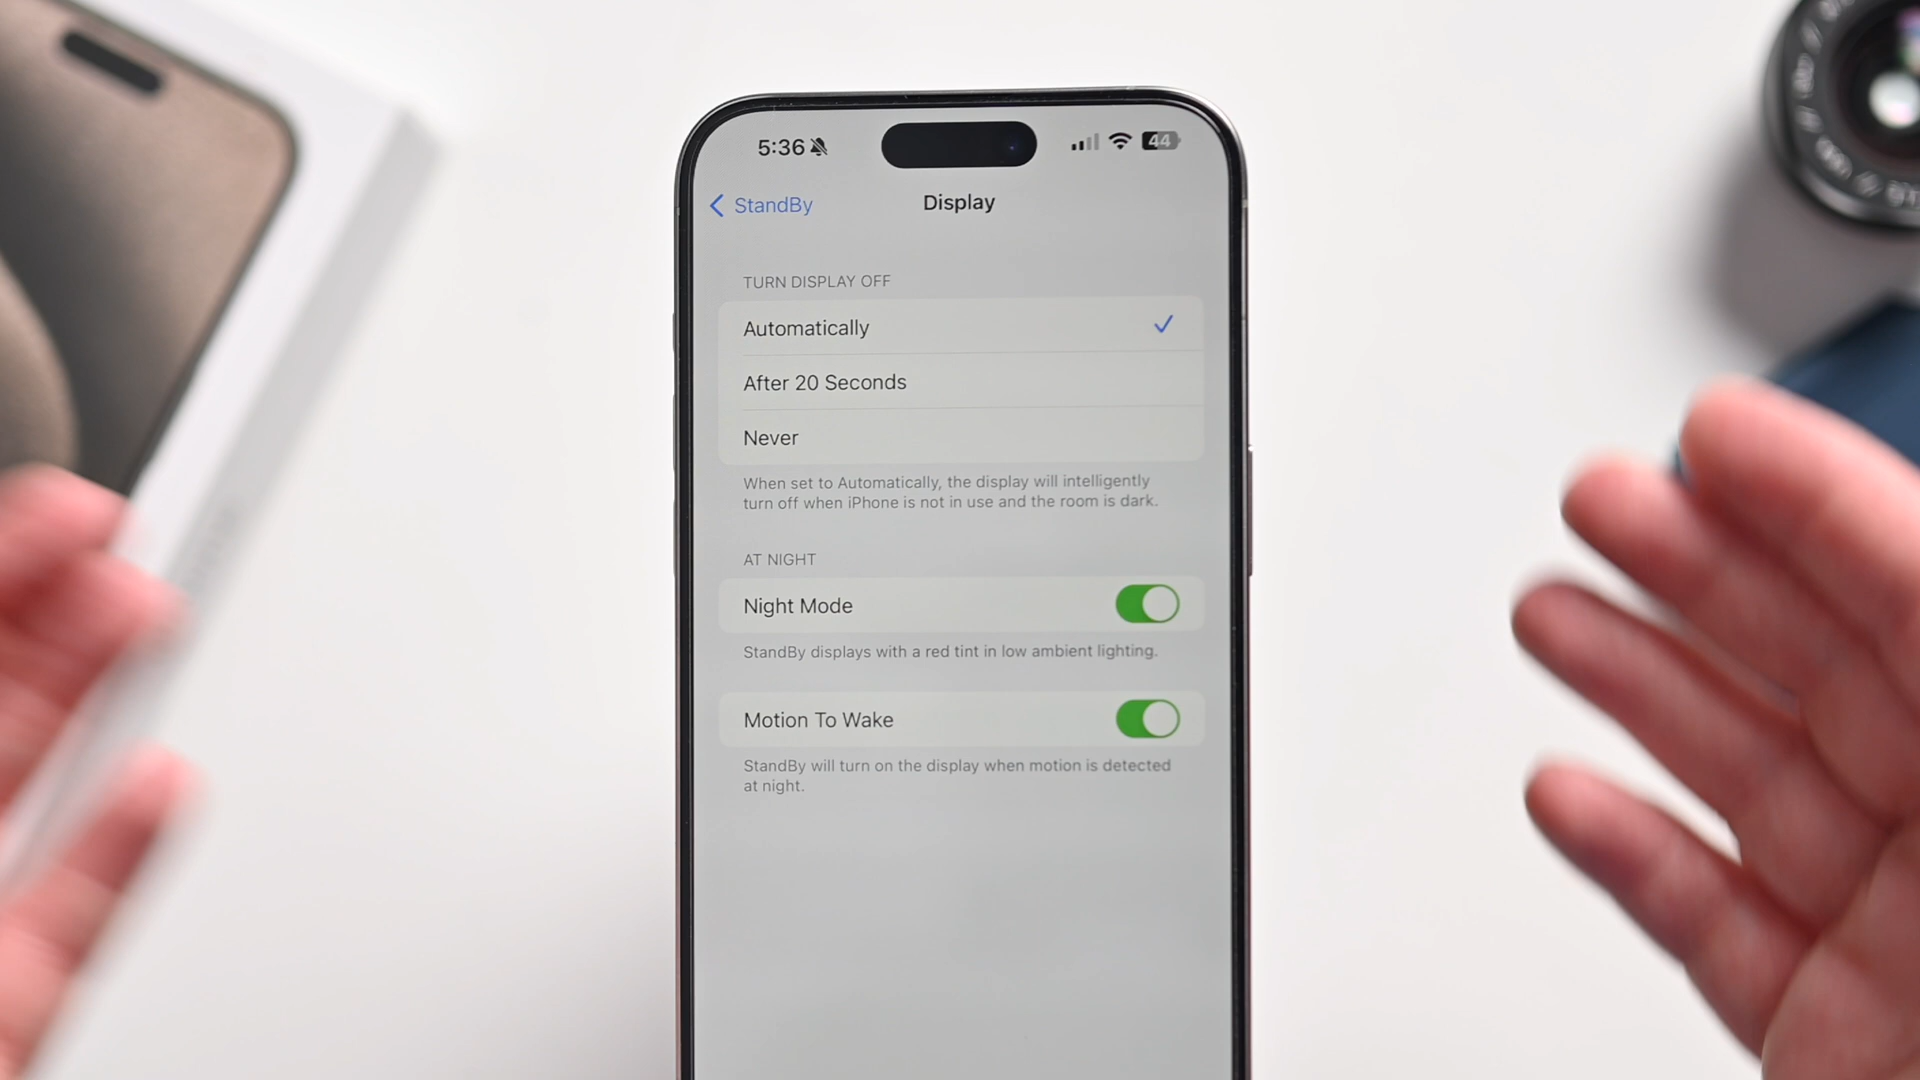 5:36
44
StandBy
Display
TURN DISPLAY OFF
Automatically
After 20 Seconds
Never
When set to Automatically, the display will intelligently
turn off when iPhone is not in use and the room is dark.
AT NIGHT
Night Mode
StandBy displays with a red tint in low ambient lighting.
Motion To Wake
StandBy will turn on the display when motion is detected
at night.